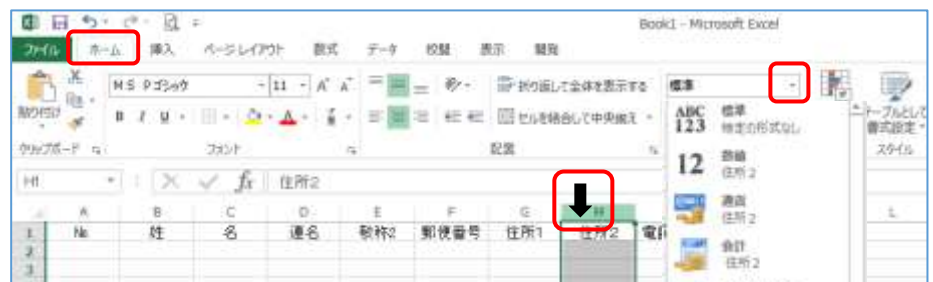 Book1 - Microsoft Excel
ファイル ホーム 挿入 ページレイアウト 数式 データ 校閲 表示 開発
MS Pゴシック 11 A A 折り返して全体を表示する 標準
貼り付け B I U A セルを結合して中央揃え
クリップボード フォント 配置 スタイル
テーブルとして
書式設定
ABC
123
標準
特定の形式なし
12
数値
住所2
通貨
住所2
会計
住所2
H1 fx 住所2
A B C D E F G H L
1 № 姓 名 連名 敬称2 郵便番号 住所1 住所2
2
3